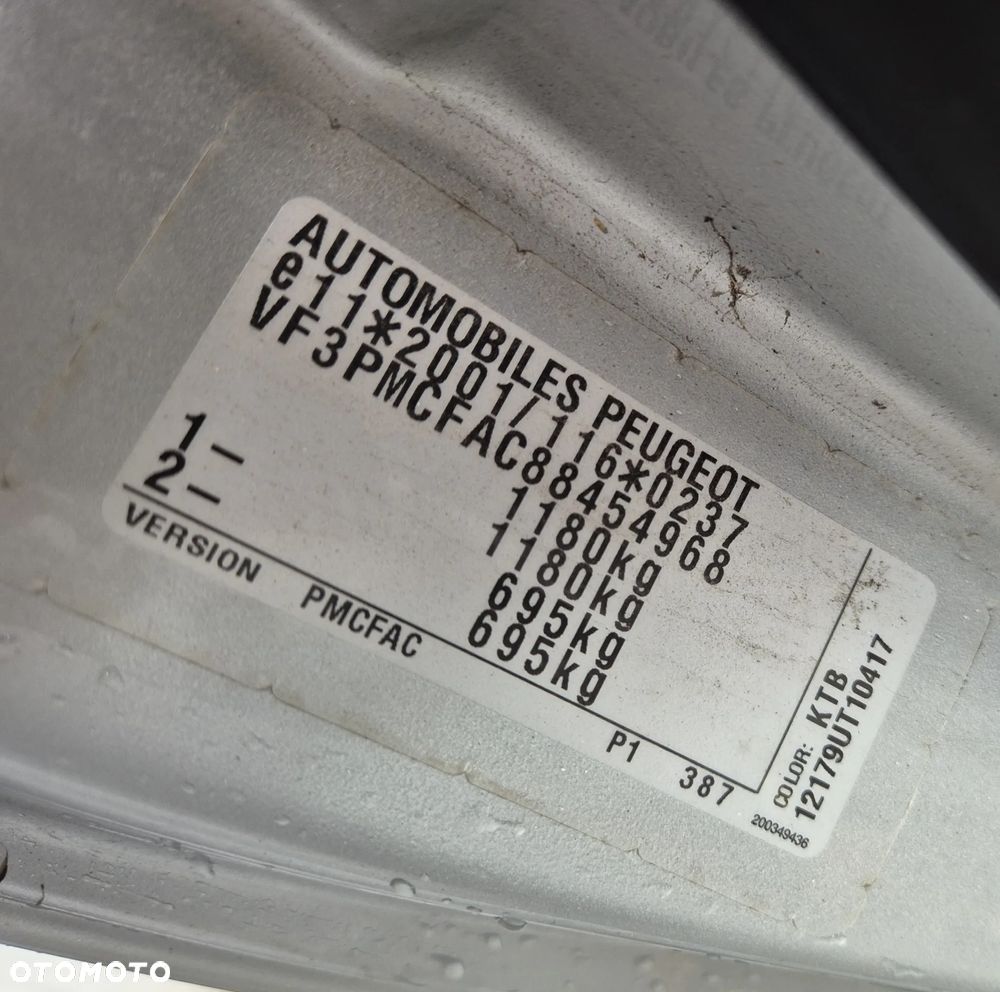 AUTOMOBILES PEUGEOT
e11*2001/116*0237
VF3PMCFAC88454968
1180kg
1180kg
1- 695kg
2- 695kg
VERSION PMCFAC P1 387
COLOR: KTB
12179UT10417
200349436
OTOMOTO